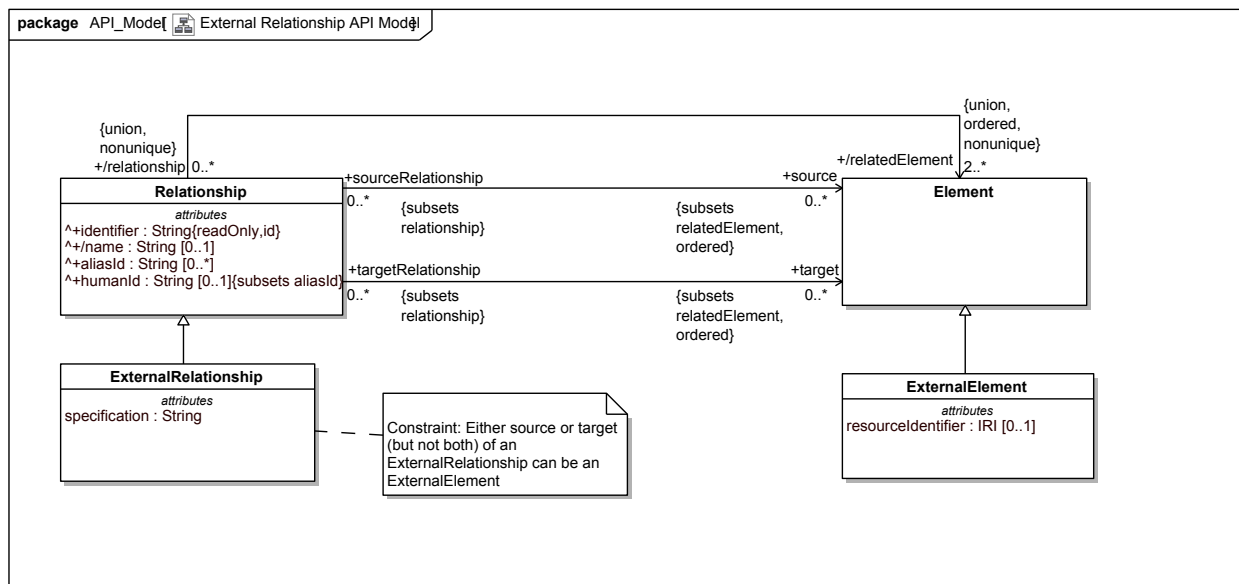 package API_Model[ External Relationship API Model]
{union,
nonunique}
+/relationship 0..*
{union,
ordered,
nonunique}
+/relatedElement
2..*
Relationship
attributes
^+identifier : String{readOnly,id}
^+/name : String [0..1]
^+aliasId : String [0..*]
^+humanId : String [0..1]{subsets aliasId}
+sourceRelationship
0..*
{subsets
relationship}
+source
0..*
{subsets
relatedElement,
ordered}
+targetRelationship
0..*
{subsets
relationship}
+target
0..*
{subsets
relatedElement,
ordered}
Element
ExternalRelationship
attributes
specification : String
Constraint: Either source or target
(but not both) of an
ExternalRelationship can be an
ExternalElement
ExternalElement
attributes
resourceIdentifier : IRI [0..1]